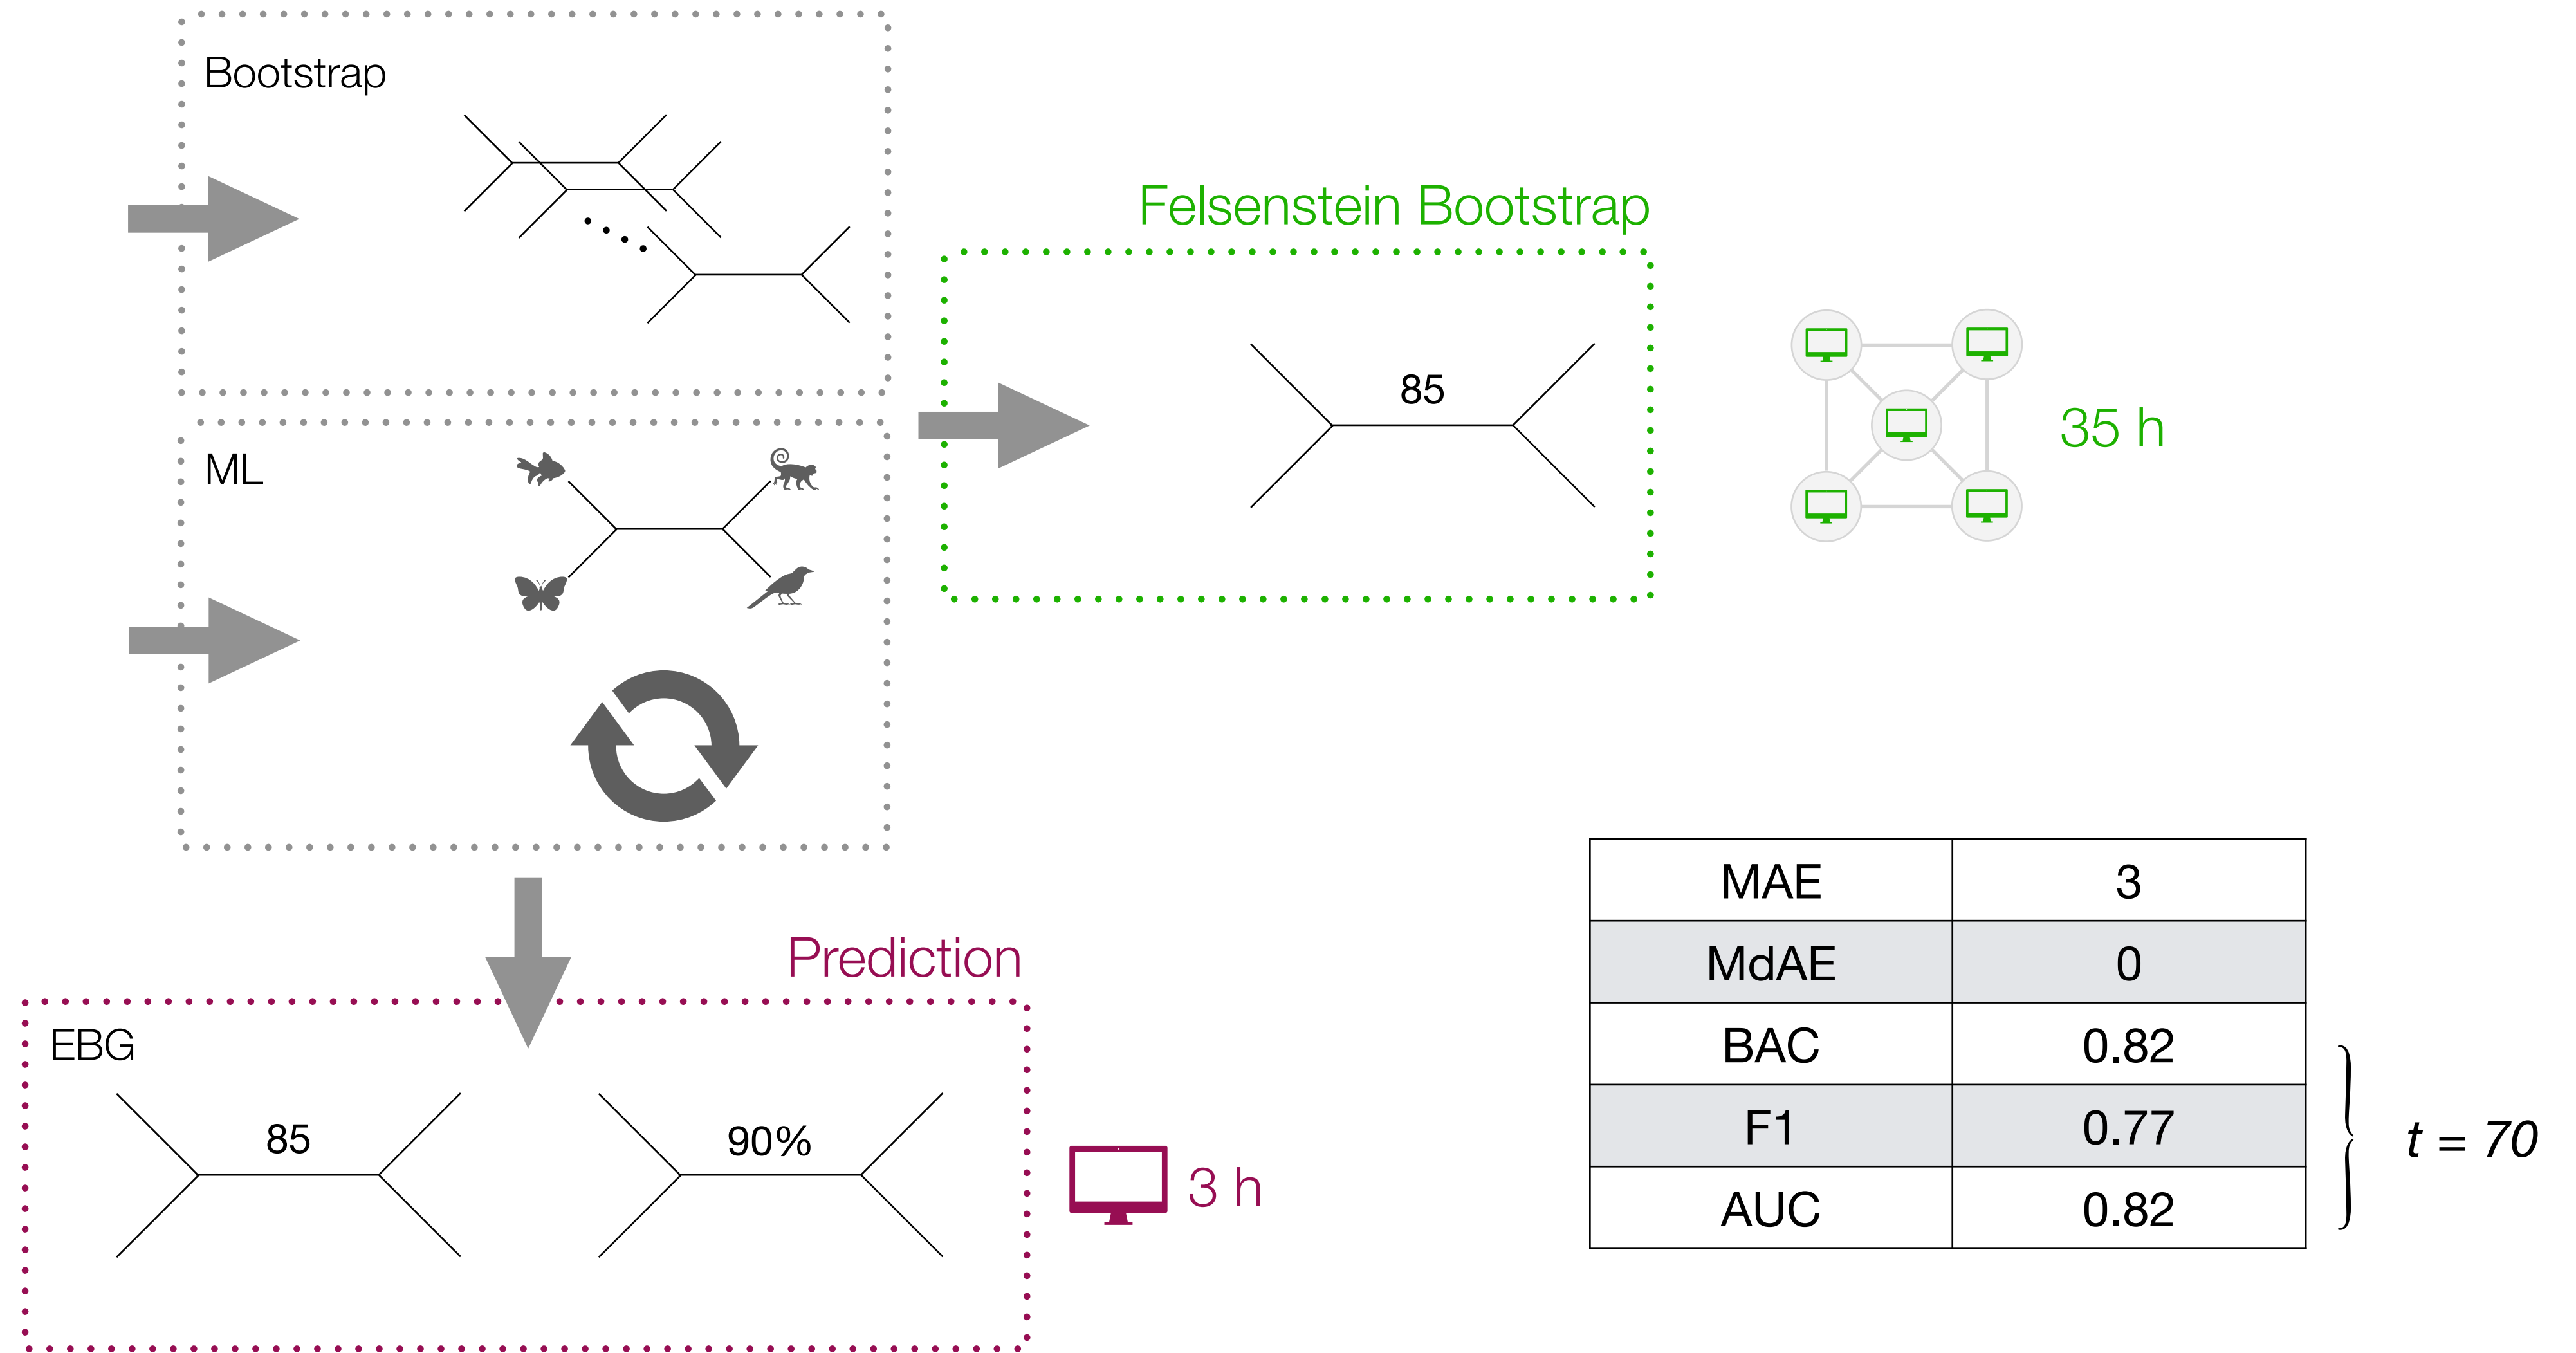 Bootstrap
Felsenstein Bootstrap
85
35 h
ML
Prediction
EBG
85
90%
3 h
MAE 3
MdAE 0
BAC 0.82
F1 0.77
AUC 0.82
t = 70